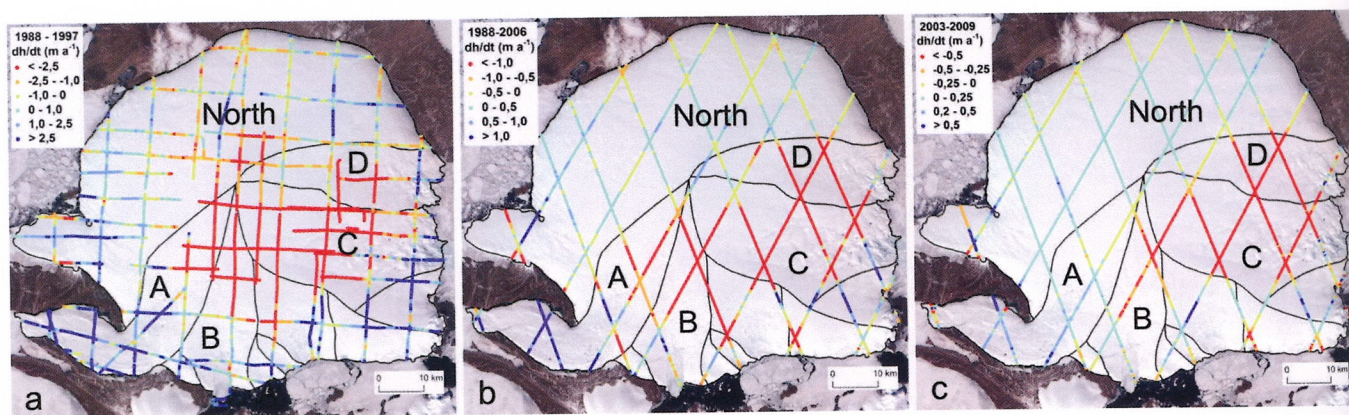 1988 - 1997
dh/dt (m a⁻¹)
< -2,5
-2,5 - -1,0
-1,0 - 0
0 - 1,0
1,0 - 2,5
> 2,5
North
D
C
A
B
0 10 km
a
1988-2006
dh/dt (m a⁻¹)
< -1,0
-1,0 - -0,5
-0,5 - 0
0 - 0,5
0,5 - 1,0
> 1,0
North
D
C
A
B
0 10 km
b
2003-2009
dh/dt (m a⁻¹)
< -0,5
-0,5 - -0,25
-0,25 - 0
0 - 0,25
0,2 - 0,5
> 0,5
North
D
C
A
B
0 10 km
c